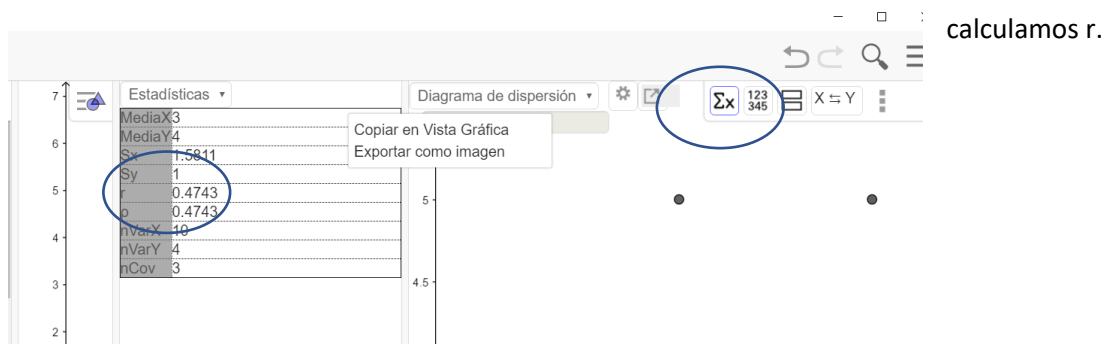 calculamos r.
Estadísticas
Diagrama de dispersión
Σx
123
345
X ⇆ Y
Copiar en Vista Gráfica
Exportar como imagen
MediaX 3
MediaY 4
Sx 1.5811
Sy 1
r 0.4743
ρ 0.4743
nVarX 10
nVarY 4
nCov 3
7
6
5
4
3
2
5
4.5